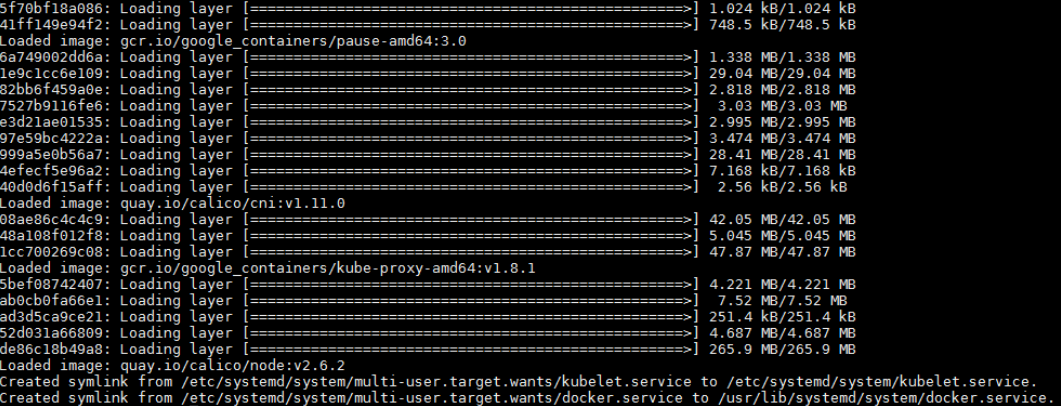 5f70bf18a086: Loading layer [==================================================>] 1.024 kB/1.024 kB
41ff149e94f2: Loading layer [==================================================>] 748.5 kB/748.5 kB
Loaded image: gcr.io/google_containers/pause-amd64:3.0
6a749002dd6a: Loading layer [==================================================>] 1.338 MB/1.338 MB
1e9c1cc6e109: Loading layer [==================================================>] 29.04 MB/29.04 MB
82bb6f459a0e: Loading layer [==================================================>] 2.818 MB/2.818 MB
7527b9116fe6: Loading layer [==================================================>] 3.03 MB/3.03 MB
e3d21ae01535: Loading layer [==================================================>] 2.995 MB/2.995 MB
97e59bc4222a: Loading layer [==================================================>] 3.474 MB/3.474 MB
999a5e0b56a7: Loading layer [==================================================>] 28.41 MB/28.41 MB
4efecf5e96a2: Loading layer [==================================================>] 7.168 kB/7.168 kB
40d0d6f15aff: Loading layer [==================================================>] 2.56 kB/2.56 kB
Loaded image: quay.io/calico/cni:v1.11.0
08ae86c4c4c9: Loading layer [==================================================>] 42.05 MB/42.05 MB
48a108f012f8: Loading layer [==================================================>] 5.045 MB/5.045 MB
1cc700269c08: Loading layer [==================================================>] 47.87 MB/47.87 MB
Loaded image: gcr.io/google_containers/kube-proxy-amd64:v1.8.1
5bef08742407: Loading layer [==================================================>] 4.221 MB/4.221 MB
ab0cb0fa66e1: Loading layer [==================================================>] 7.52 MB/7.52 MB
ad3d5ca9ce21: Loading layer [==================================================>] 251.4 kB/251.4 kB
52d031a66809: Loading layer [==================================================>] 4.687 MB/4.687 MB
de86c18b49a8: Loading layer [==================================================>] 265.9 MB/265.9 MB
Loaded image: quay.io/calico/node:v2.6.2
Created symlink from /etc/systemd/system/multi-user.target.wants/kubelet.service to /etc/systemd/system/kubelet.service.
Created symlink from /etc/systemd/system/multi-user.target.wants/docker.service to /usr/lib/systemd/system/docker.service.